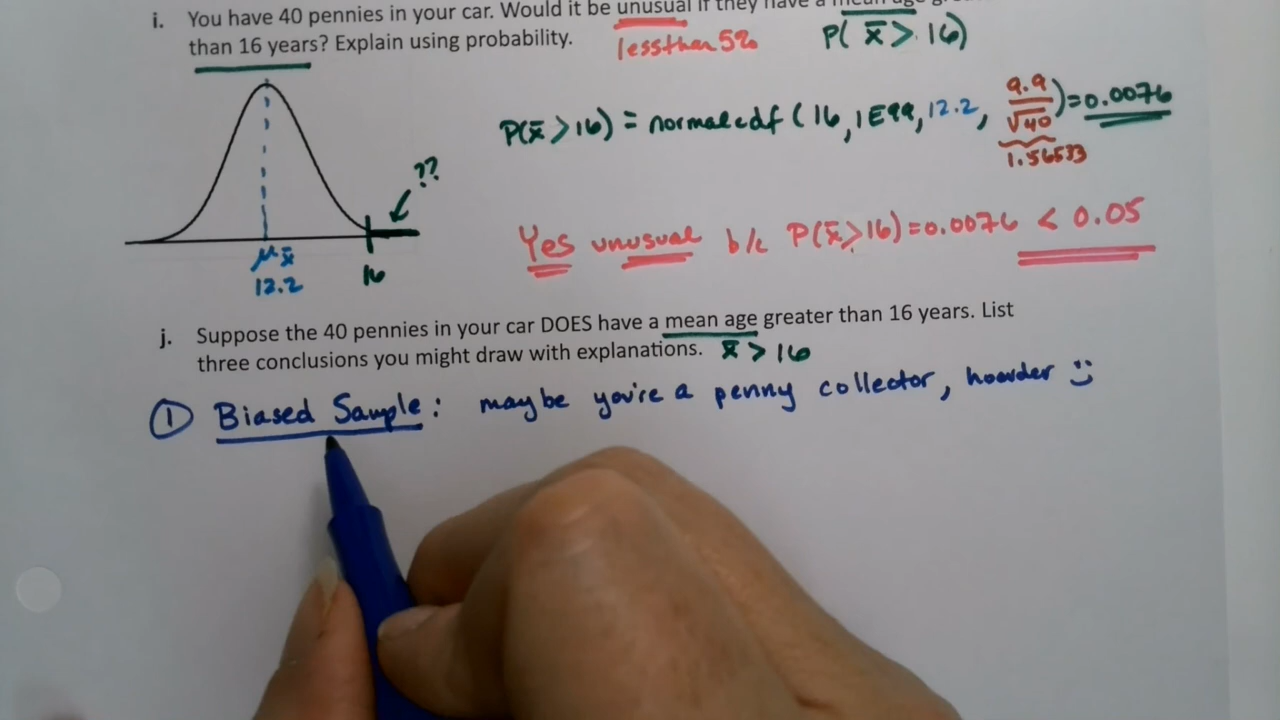 i. You have 40 pennies in your car. Would it be unusual if they have a mean age
than 16 years? Explain using probability.
less than 5%
P( x̄ > 16)
P(x̄ >16) = normalcdf (16, 1E99, 12.2, 9.9/√40) = 0.0076
1.56533
??
Yes unusual b/c P(x̄>16)=0.0076 < 0.05
μx̄
12.2
16
j. Suppose the 40 pennies in your car DOES have a mean age greater than 16 years. List
three conclusions you might draw with explanations. x̄ > 16
① Biased Sample: maybe you're a penny collector, hoarder :)